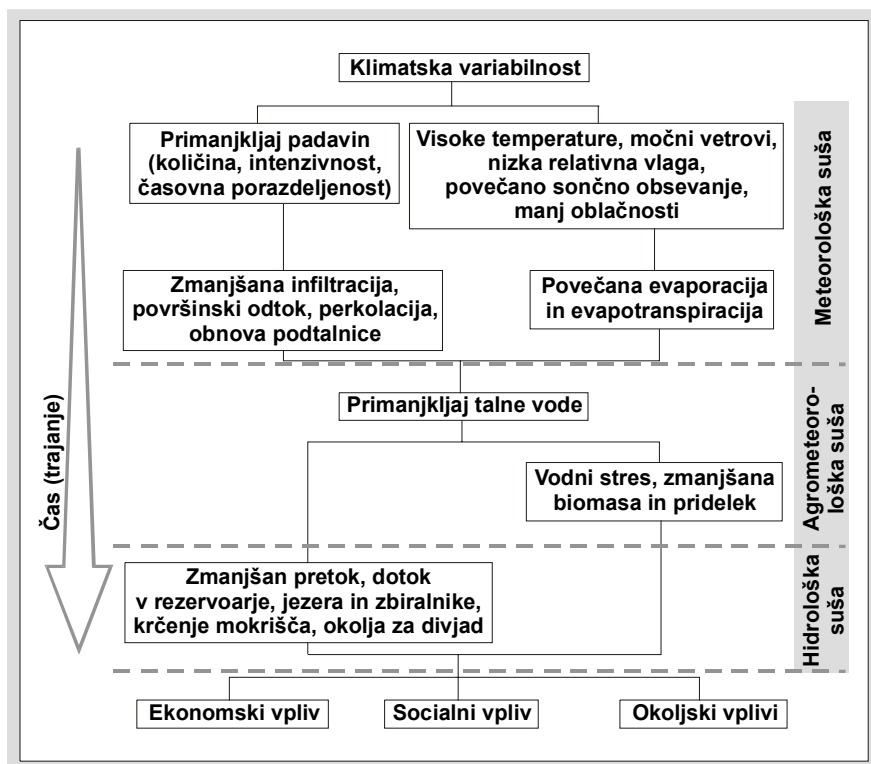 Klimatska variabilnost
Primanjkljaj padavin
(količina, intenzivnost,
časovna porazdeljenost)
Visoke temperature, močni vetrovi,
nizka relativna vlaga,
povečano sončno obsevanje,
manj oblačnosti
Zmanjšana infiltracija,
površinski odtok, perkolacija,
obnova podtalnice
Povečana evaporacija
in evapotranspiracija
Meteorološka suša
Primanjkljaj talne vode
Vodni stres, zmanjšana
biomasa in pridelek
Agrometeoro-
loška suša
Zmanjšan pretok, dotok
v rezervoarje, jezera in zbiralnike,
krčenje mokrišča, okolja za divjad
Hidrološka
suša
Ekonomski vpliv
Socialni vpliv
Okoljski vplivi
Čas (trajanje)